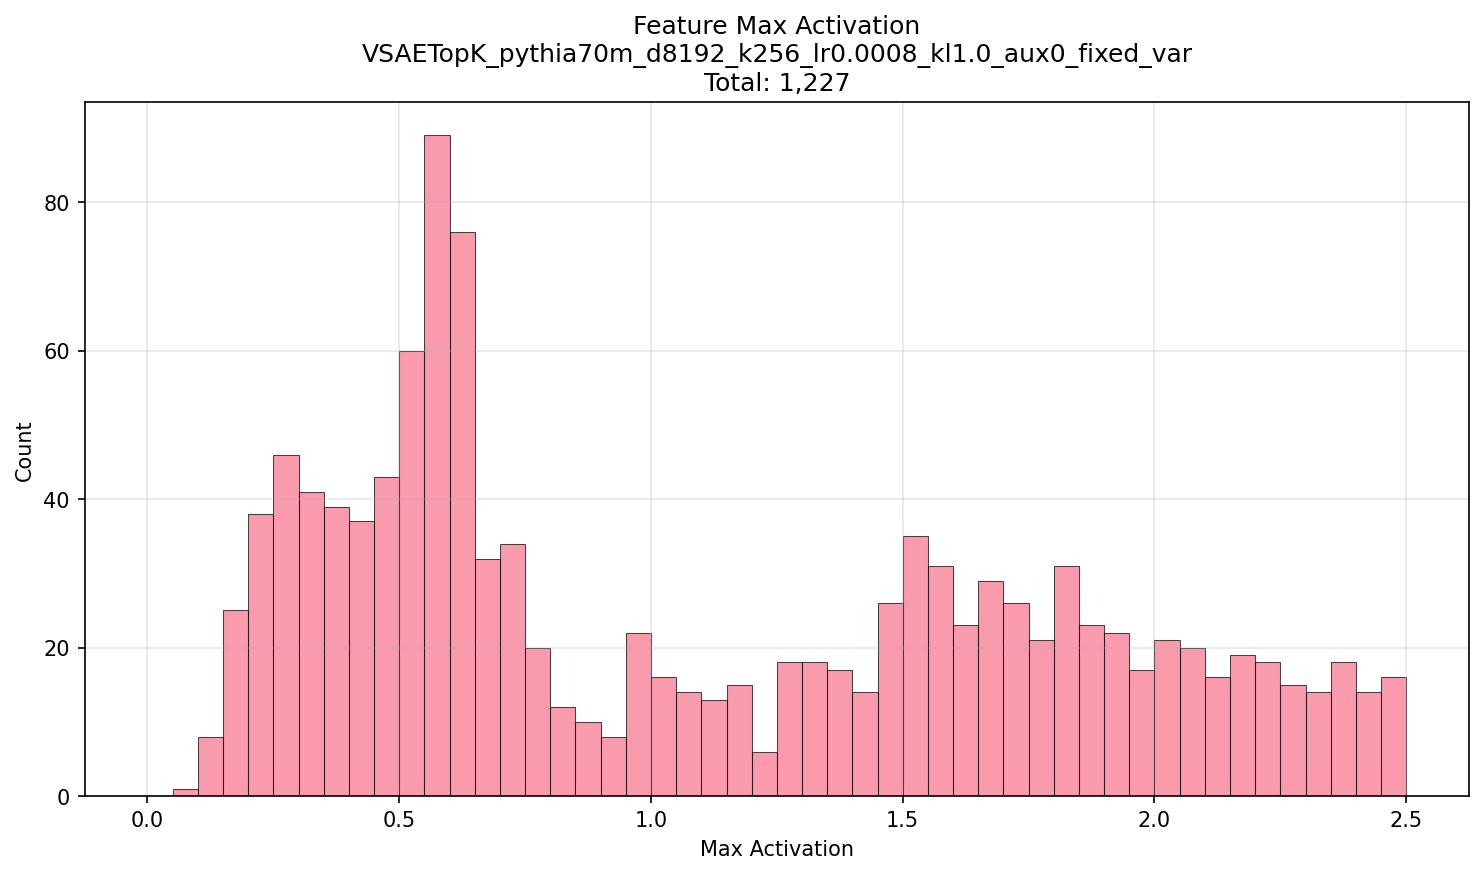 Feature Max Activation
VSAETopK_pythia70m_d8192_k256_lr0.0008_kl1.0_aux0_fixed_var
Total: 1,227
Count
80
60
40
20
0
0.0 0.5 1.0 1.5 2.0 2.5
Max Activation